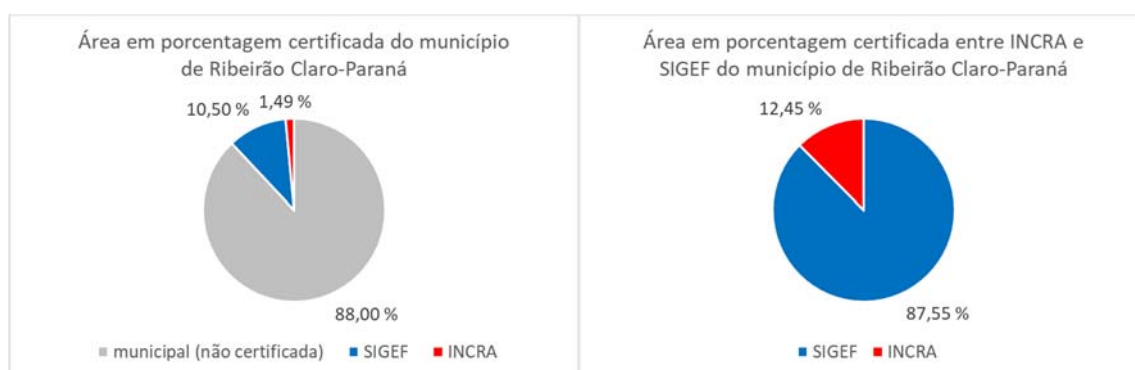 Área em porcentagem certificada do município
de Ribeirão Claro-Paraná
10,50 %
1,49 %
88,00 %
municipal (não certificada) SIGEF INCRA
Área em porcentagem certificada entre INCRA e
SIGEF do município de Ribeirão Claro-Paraná
12,45 %
87,55 %
SIGEF INCRA